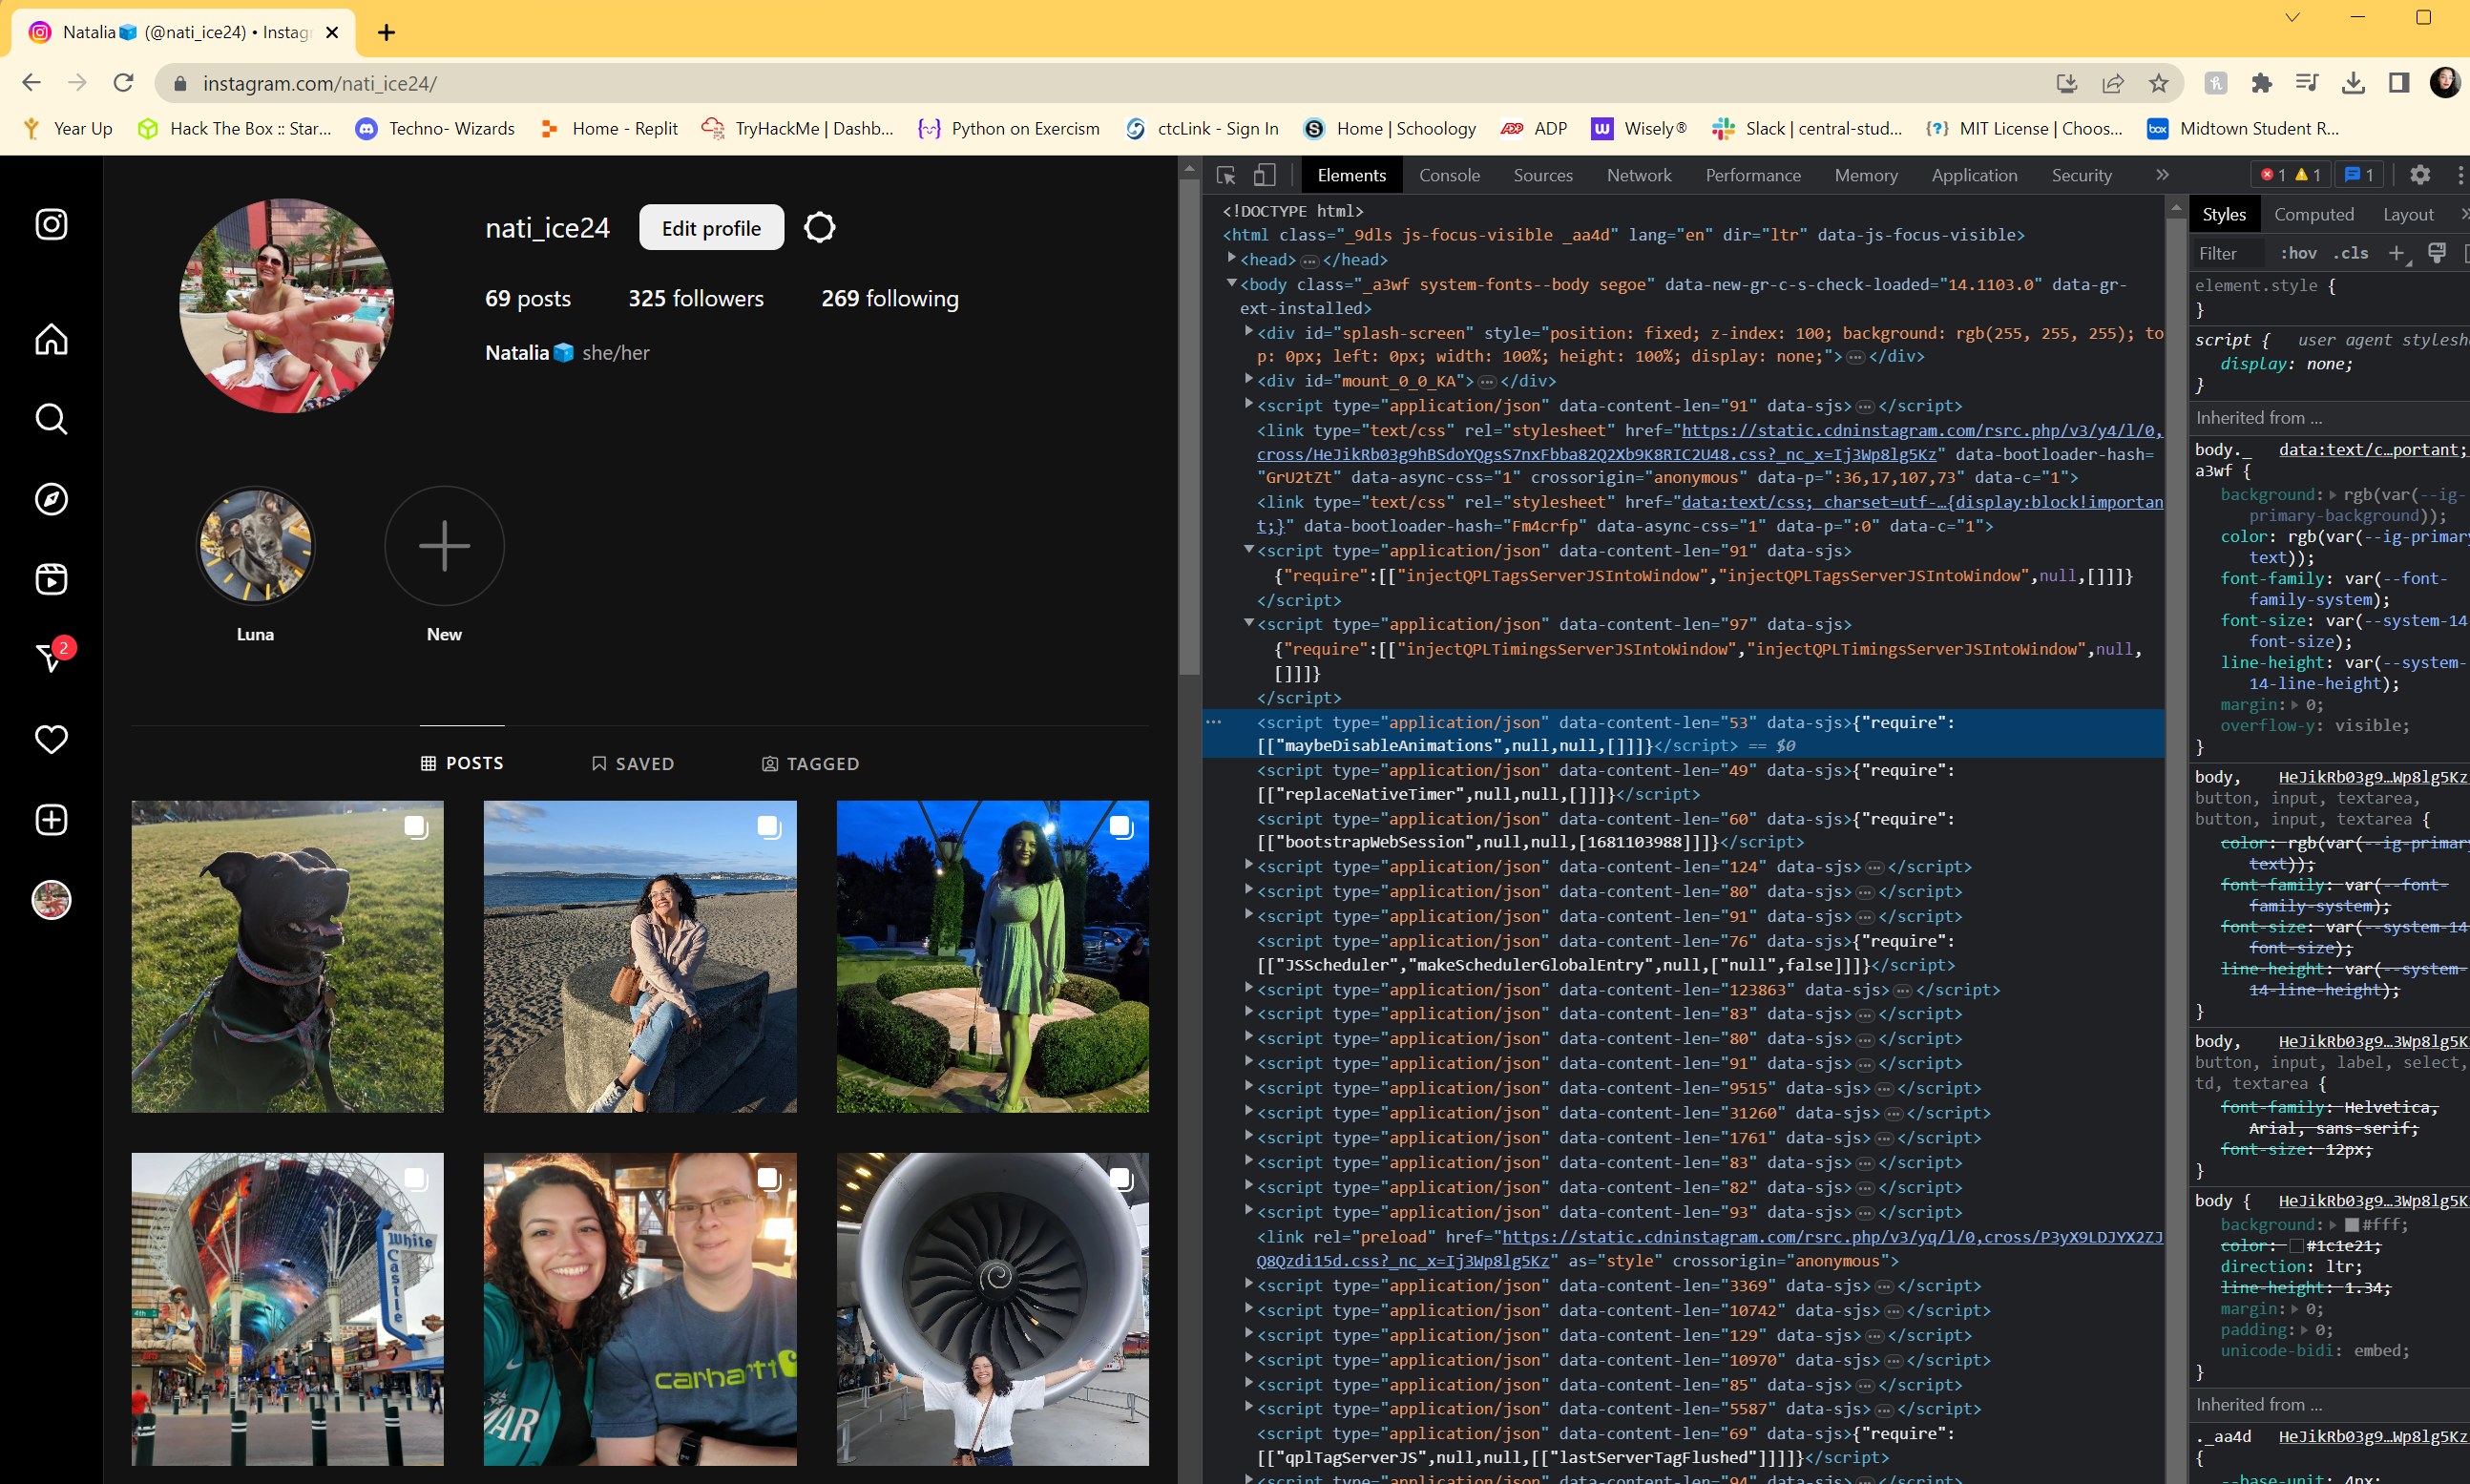 Natalia (@nati_ice24) • Instag
instagram.com/nati_ice24/
Year Up
Hack The Box :: Star...
Techno- Wizards
Home - Replit
TryHackMe | Dashb...
Python on Exercism
ctcLink - Sign In
Home | Schoology
ADP
Wisely®
Slack | central-stud...
MIT License | Choos...
Midtown Student R...
nati_ice24
Edit profile
69 posts 325 followers 269 following
Natalia she/her
Luna
New
2
POSTS SAVED TAGGED
White Castle
carhartt
Elements Console Sources Network Performance Memory Application Security » 1 1 1
<!DOCTYPE html>
<html class="_9dls js-focus-visible _aa4d" lang="en" dir="ltr" data-js-focus-visible>
<head>…</head>
<body class="_a3wf system-fonts--body segoe" data-new-gr-c-s-check-loaded="14.1103.0" data-gr-
ext-installed>
<div id="splash-screen" style="position: fixed; z-index: 100; background: rgb(255, 255, 255); to
p: 0px; left: 0px; width: 100%; height: 100%; display: none;">…</div>
<div id="mount_0_0_KA">…</div>
<script type="application/json" data-content-len="91" data-sjs>…</script>
<link type="text/css" rel="stylesheet" href="https://static.cdninstagram.com/rsrc.php/v3/y4/l/0,
cross/HeJikRb03g9hBSdoYQgsS7nxFbba82Q2Xb9K8RIC2U48.css?_nc_x=Ij3Wp8lg5Kz" data-bootloader-hash=
"GrU2tZt" data-async-css="1" crossorigin="anonymous" data-p=":36,17,107,73" data-c="1">
<link type="text/css" rel="stylesheet" href="data:text/css; charset=utf-…{display:block!importan
t;}" data-bootloader-hash="Fm4crfp" data-async-css="1" data-p=":0" data-c="1">
<script type="application/json" data-content-len="91" data-sjs>
{"require":[["injectQPLTagsServerJSIntoWindow","injectQPLTagsServerJSIntoWindow",null,[]]]}
</script>
<script type="application/json" data-content-len="97" data-sjs>
{"require":[["injectQPLTimingsServerJSIntoWindow","injectQPLTimingsServerJSIntoWindow",null,
[]]]}
</script>
<script type="application/json" data-content-len="53" data-sjs>{"require":
[["maybeDisableAnimations",null,null,[]]]}</script> == $0
<script type="application/json" data-content-len="49" data-sjs>{"require":
[["replaceNativeTimer",null,null,[]]]}</script>
<script type="application/json" data-content-len="60" data-sjs>{"require":
[["bootstrapWebSession",null,null,[1681103988]]]}</script>
<script type="application/json" data-content-len="124" data-sjs>…</script>
<script type="application/json" data-content-len="80" data-sjs>…</script>
<script type="application/json" data-content-len="91" data-sjs>…</script>
<script type="application/json" data-content-len="76" data-sjs>{"require":
[["JSScheduler","makeSchedulerGlobalEntry",null,["null",false]]]}</script>
<script type="application/json" data-content-len="123863" data-sjs>…</script>
<script type="application/json" data-content-len="83" data-sjs>…</script>
<script type="application/json" data-content-len="80" data-sjs>…</script>
<script type="application/json" data-content-len="91" data-sjs>…</script>
<script type="application/json" data-content-len="9515" data-sjs>…</script>
<script type="application/json" data-content-len="31260" data-sjs>…</script>
<script type="application/json" data-content-len="1761" data-sjs>…</script>
<script type="application/json" data-content-len="83" data-sjs>…</script>
<script type="application/json" data-content-len="82" data-sjs>…</script>
<script type="application/json" data-content-len="93" data-sjs>…</script>
<link rel="preload" href="https://static.cdninstagram.com/rsrc.php/v3/yq/l/0,cross/P3yX9LDJYX2ZJ
Q8Qzdi15d.css?_nc_x=Ij3Wp8lg5Kz" as="style" crossorigin="anonymous">
<script type="application/json" data-content-len="3369" data-sjs>…</script>
<script type="application/json" data-content-len="10742" data-sjs>…</script>
<script type="application/json" data-content-len="129" data-sjs>…</script>
<script type="application/json" data-content-len="10970" data-sjs>…</script>
<script type="application/json" data-content-len="85" data-sjs>…</script>
<script type="application/json" data-content-len="5587" data-sjs>…</script>
<script type="application/json" data-content-len="69" data-sjs>{"require":
[["qplTagServerJS",null,null,[["lastServerTagFlushed"]]]]}</script>
<script type="application/json" data-content-len="94" data-sjs>…</script>
Styles Computed Layout »
Filter :hov .cls +
element.style {
}
script { user agent stylesh
display: none;
}
Inherited from ...
body._ data:text/c…portant;
a3wf {
background: rgb(var(--ig-
primary-background));
color: rgb(var(--ig-primary
text));
font-family: var(--font-
family-system);
font-size: var(--system-14
font-size);
line-height: var(--system-
14-line-height);
margin: 0;
overflow-y: visible;
}
body, HeJikRb03g9…Wp8lg5Kz
button, input, textarea,
button, input, textarea {
color: rgb(var(--ig-primary
text));
font-family: var(--font-
family-system);
font-size: var(--system-14
font-size);
line-height: var(--system-
14-line-height);
}
body, HeJikRb03g9…3Wp8lg5K
button, input, label, select,
td, textarea {
font-family: Helvetica,
Arial, sans-serif;
font-size: 12px;
}
body { HeJikRb03g9…3Wp8lg5K
background: #fff;
color: #1c1e21;
direction: ltr;
line-height: 1.34;
margin: 0;
padding: 0;
unicode-bidi: embed;
}
Inherited from ...
._aa4d HeJikRb03g9…Wp8lg5Kz
{
--base-unit: 4px;